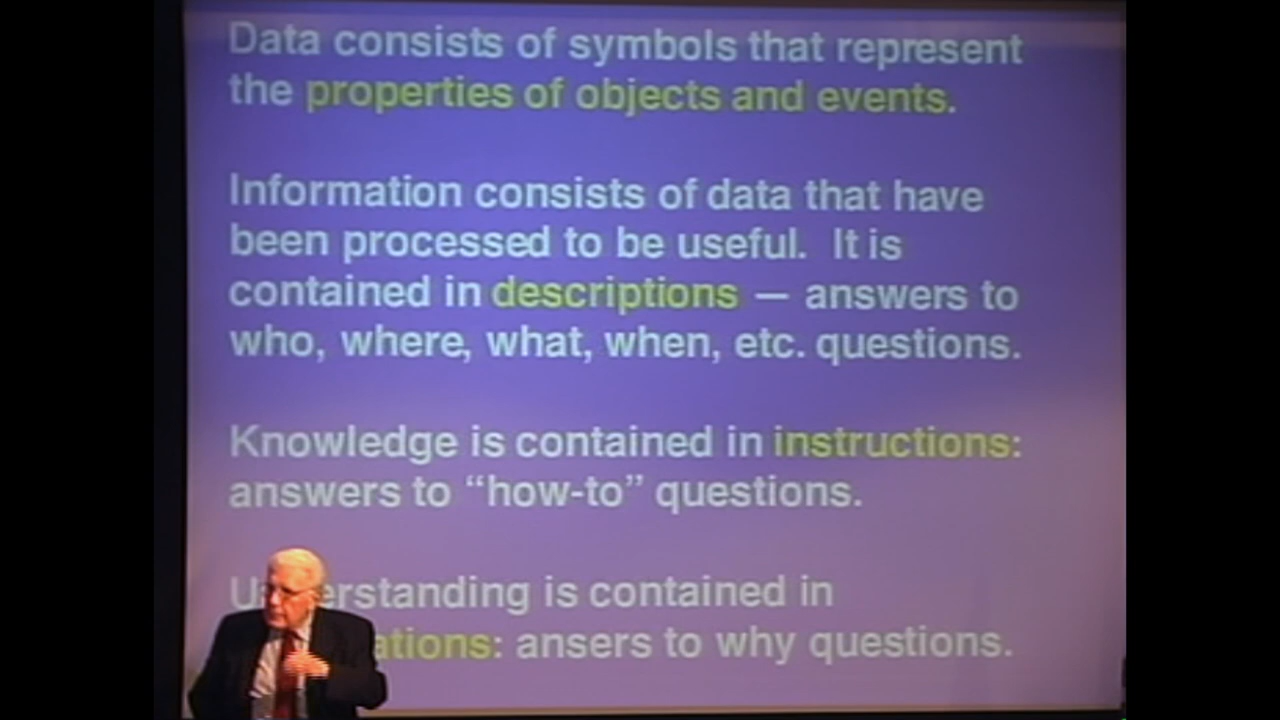 Data consists of symbols that represent
the properties of objects and events.
Information consists of data that have
been processed to be useful. It is
contained in descriptions — answers to
who, where, what, when, etc. questions.
Knowledge is contained in instructions:
answers to “how-to” questions.
is contained in
ansers to why questions.